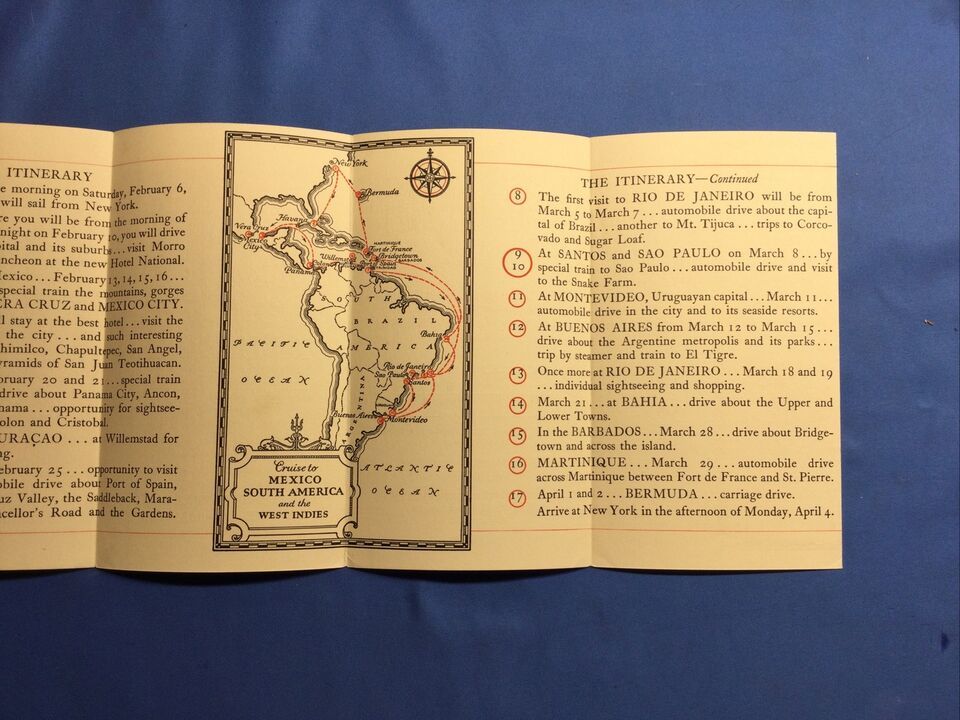 ITINERARY
e morning on Saturday, February 6,
will sail from New York.
re you will be from the morning of
night on February 10, you will drive
pital and its suburbs... visit Morro
ncheon at the new Hotel National.
Mexico... February 13, 14, 15, 16...
special train the mountains, gorges
ERA CRUZ and MEXICO CITY.
ll stay at the best hotel... visit the
the city... and such interesting
himilco, Chapultepec, San Angel,
yramids of San Juan Teotihuacan.
ruary 20 and 21... special train
drive about Panama City, Ancon,
nama... opportunity for sightsee-
olon and Cristobal.
URAÇAO... at Willemstad for
ng.
ebruary 25... opportunity to visit
mobile drive about Port of Spain,
uz Valley, the Saddleback, Mara-
ncellor's Road and the Gardens.
New York
Bermuda
Havana
Vera Cruz
Mexico City
MARTINIQUE
Fort de France
Bridgetown
BARBADOS
Willemstad
Colon
Panama
SOUTH
BRAZIL
Bahia
PACIFIC
AMERICA
OCEAN
Rio de Janeiro
Sao Paulo
Santos
ARGENTINA
Buenos Aires
Montevideo
ATLANTIC
OCEAN
Cruise to
MEXICO
SOUTH AMERICA
and the
WEST INDIES
THE ITINERARY—Continued
8 The first visit to RIO DE JANEIRO will be from
March 5 to March 7... automobile drive about the capi-
tal of Brazil... another to Mt. Tijuca... trips to Corco-
vado and Sugar Loaf.
9 At SANTOS and SAO PAULO on March 8... by
10 special train to Sao Paulo... automobile drive and visit
to the Snake Farm.
11 At MONTEVIDEO, Uruguayan capital... March 11...
automobile drive in the city and to its seaside resorts.
12 At BUENOS AIRES from March 12 to March 15...
drive about the Argentine metropolis and its parks...
trip by steamer and train to El Tigre.
13 Once more at RIO DE JANEIRO... March 18 and 19
... individual sightseeing and shopping.
14 March 21... at BAHIA... drive about the Upper and
Lower Towns.
15 In the BARBADOS... March 28... drive about Bridge-
town and across the island.
16 MARTINIQUE... March 29... automobile drive
across Martinique between Fort de France and St. Pierre.
17 April 1 and 2... BERMUDA... carriage drive.
Arrive at New York in the afternoon of Monday, April 4.